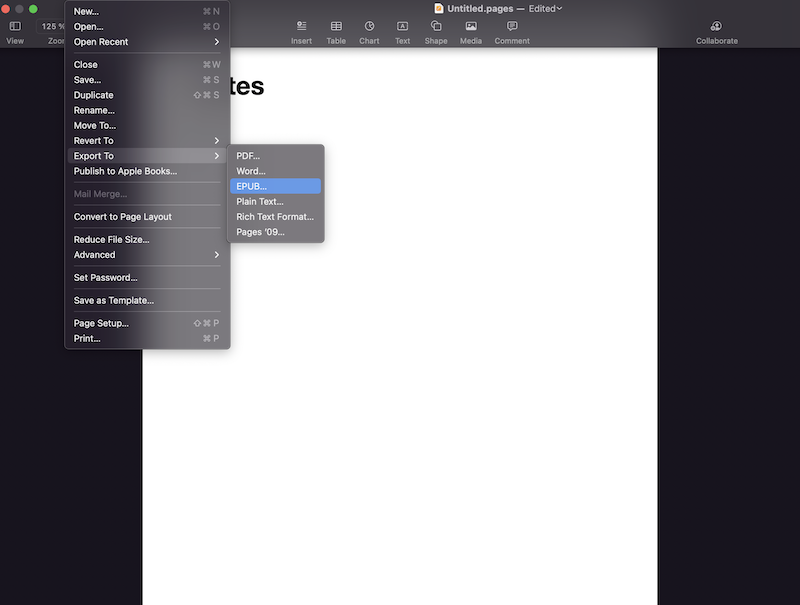 Untitled.pages — Edited
View
125 %
Zoo
Insert
Table
Chart
Text
Shape
Media
Comment
Collaborate
New... ⌘ N
Open... ⌘ O
Open Recent
Close ⌘ W
Save... ⌘ S
Duplicate ⇧ ⌘ S
Rename...
Move To...
Revert To
Export To
Publish to Apple Books...
Mail Merge...
Convert to Page Layout
Reduce File Size...
Advanced
Set Password...
Save as Template...
Page Setup... ⇧ ⌘ P
Print... ⌘ P
PDF...
Word...
EPUB...
Plain Text...
Rich Text Format...
Pages ’09...
tes